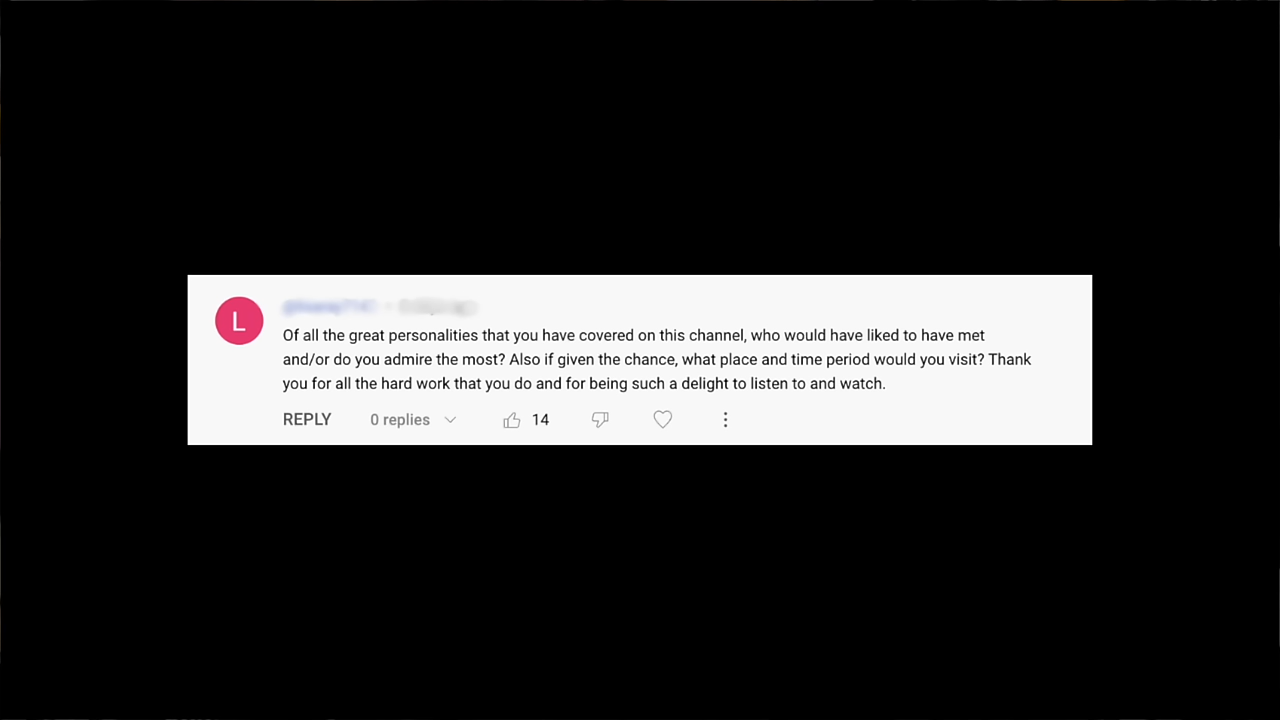 L
Of all the great personalities that you have covered on this channel, who would have liked to have met
and/or do you admire the most? Also if given the chance, what place and time period would you visit? Thank
you for all the hard work that you do and for being such a delight to listen to and watch.
REPLY 0 replies 14